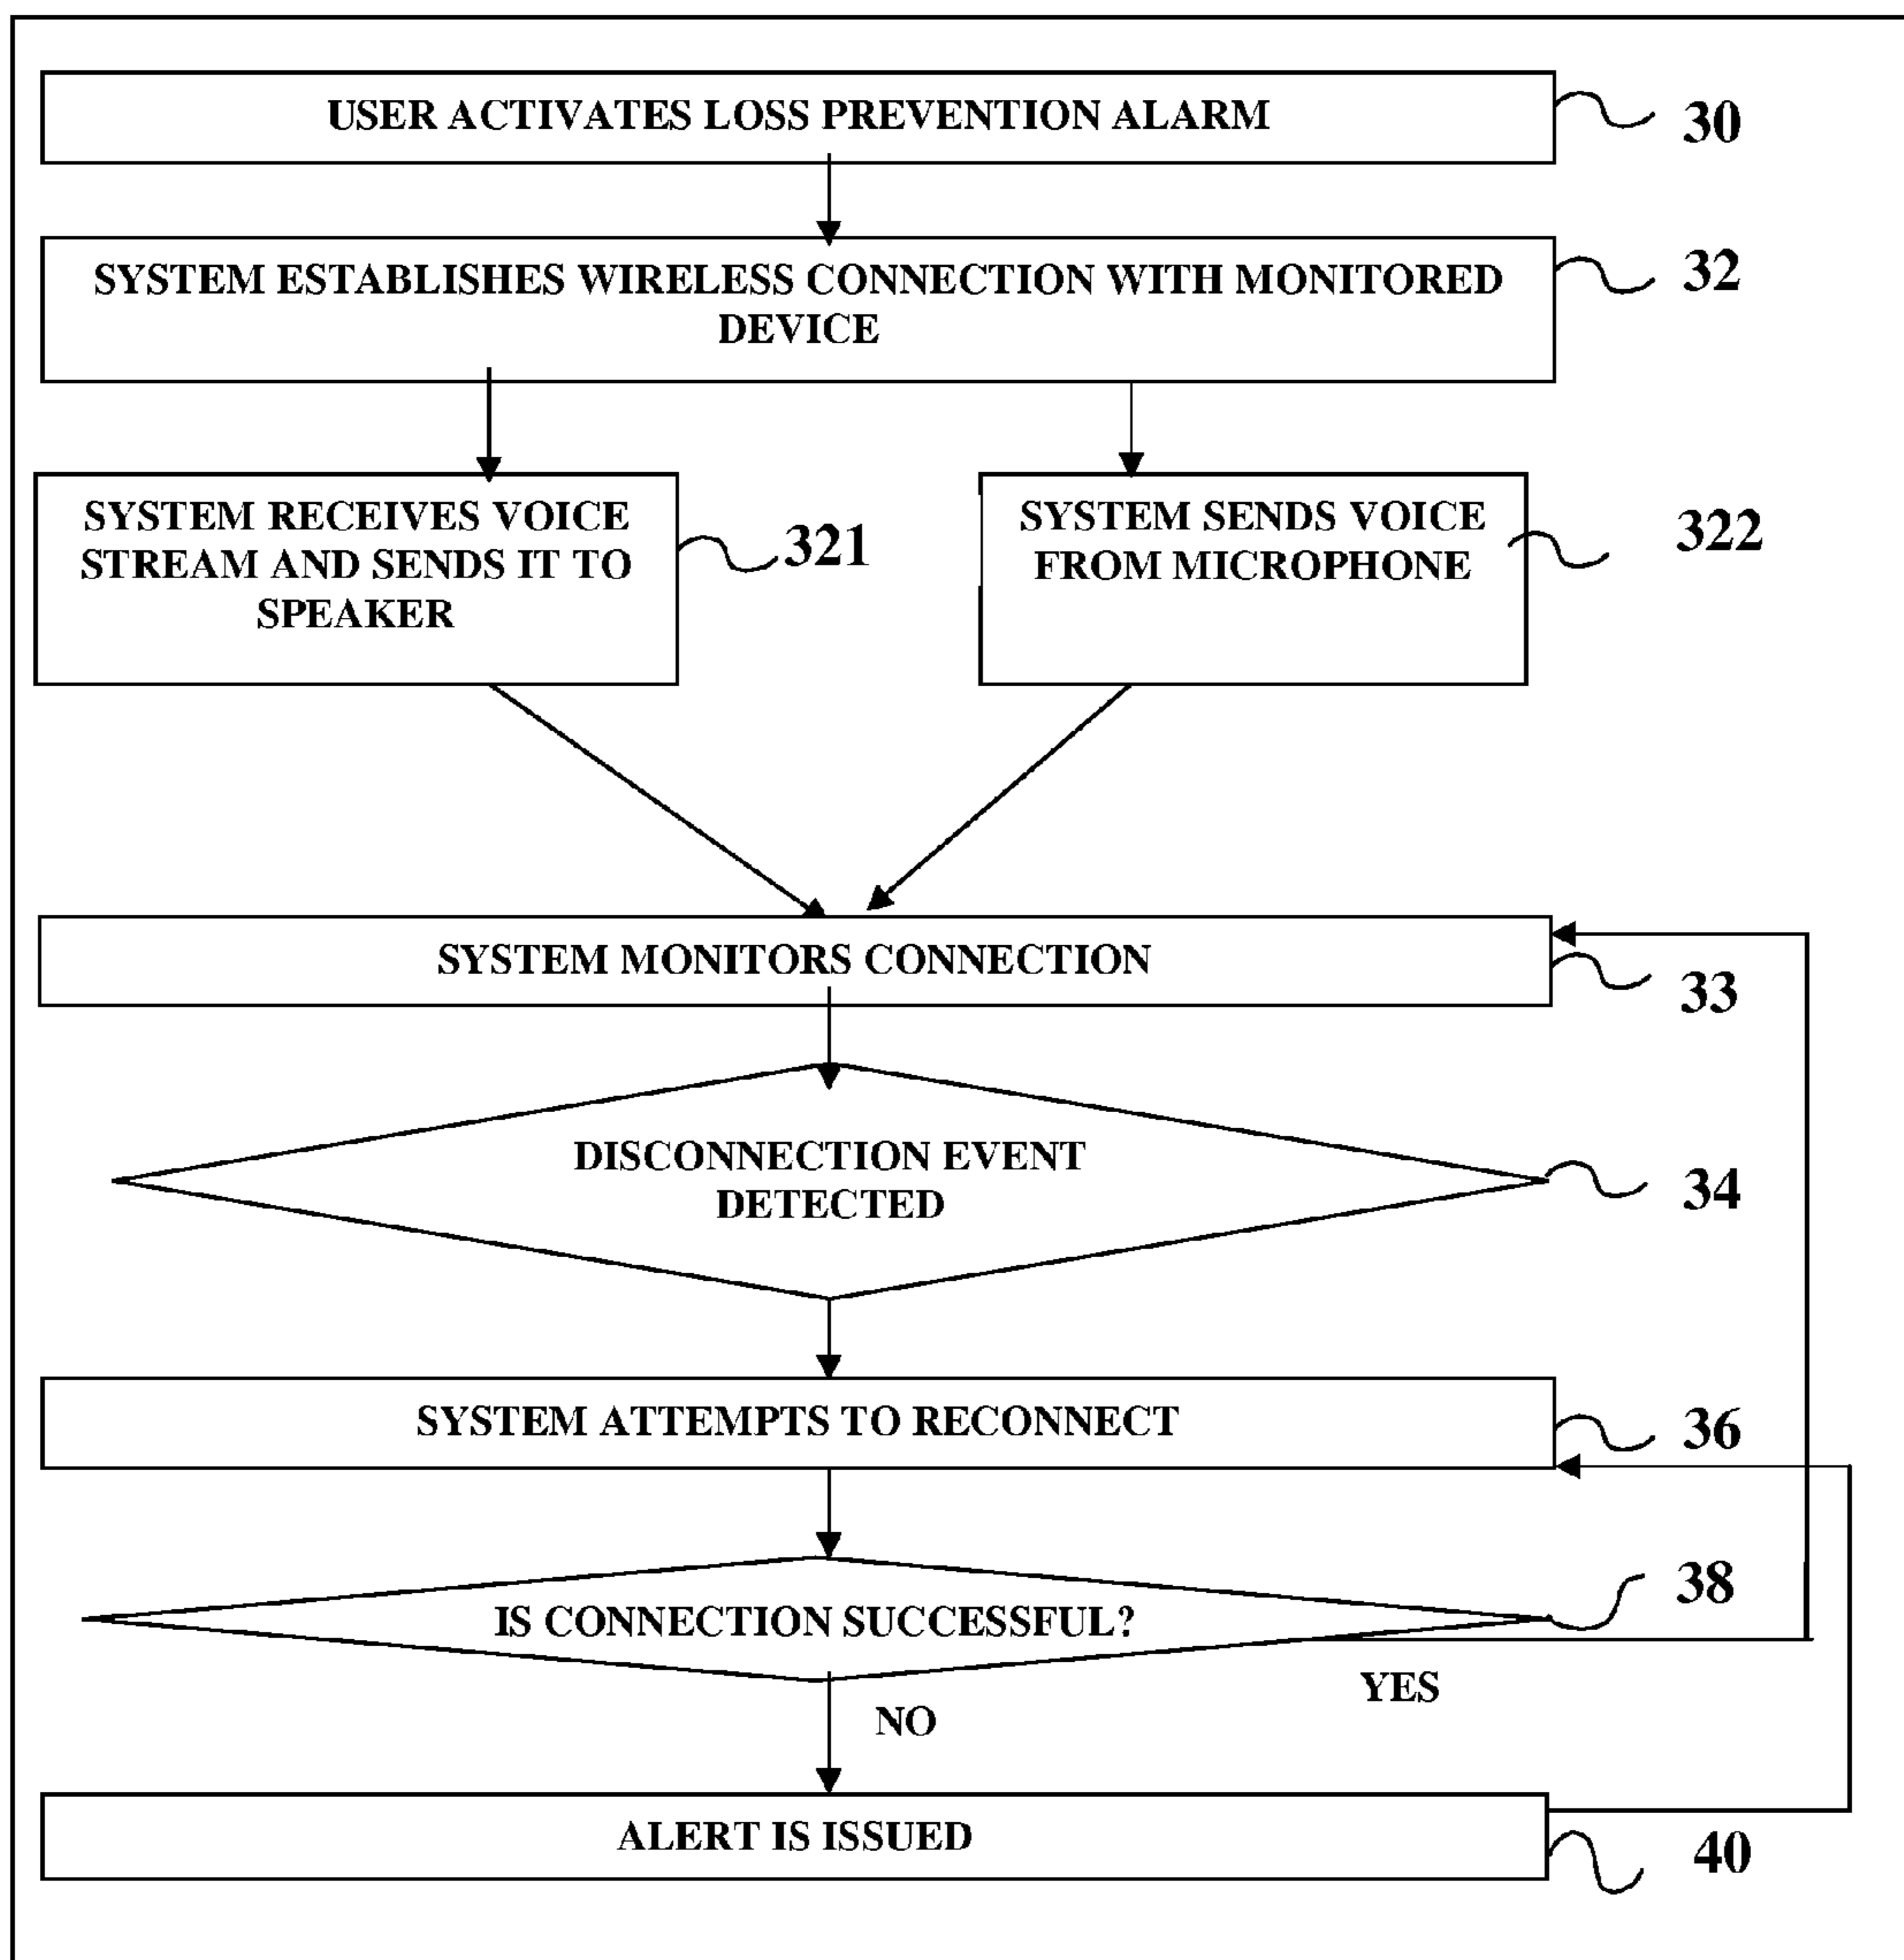 USER ACTIVATES LOSS PREVENTION ALARM
30
SYSTEM ESTABLISHES WIRELESS CONNECTION WITH MONITORED
DEVICE
32
SYSTEM RECEIVES VOICE
STREAM AND SENDS IT TO
SPEAKER
321
SYSTEM SENDS VOICE
FROM MICROPHONE
322
SYSTEM MONITORS CONNECTION
33
DISCONNECTION EVENT
DETECTED
34
SYSTEM ATTEMPTS TO RECONNECT
36
IS CONNECTION SUCCESSFUL?
38
YES
NO
ALERT IS ISSUED
40